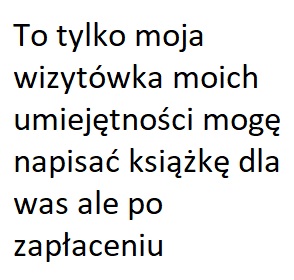 To tylko moja
wizytówka moich
umiejętności mogę
napisać książkę dla
was ale po
zapłaceniu